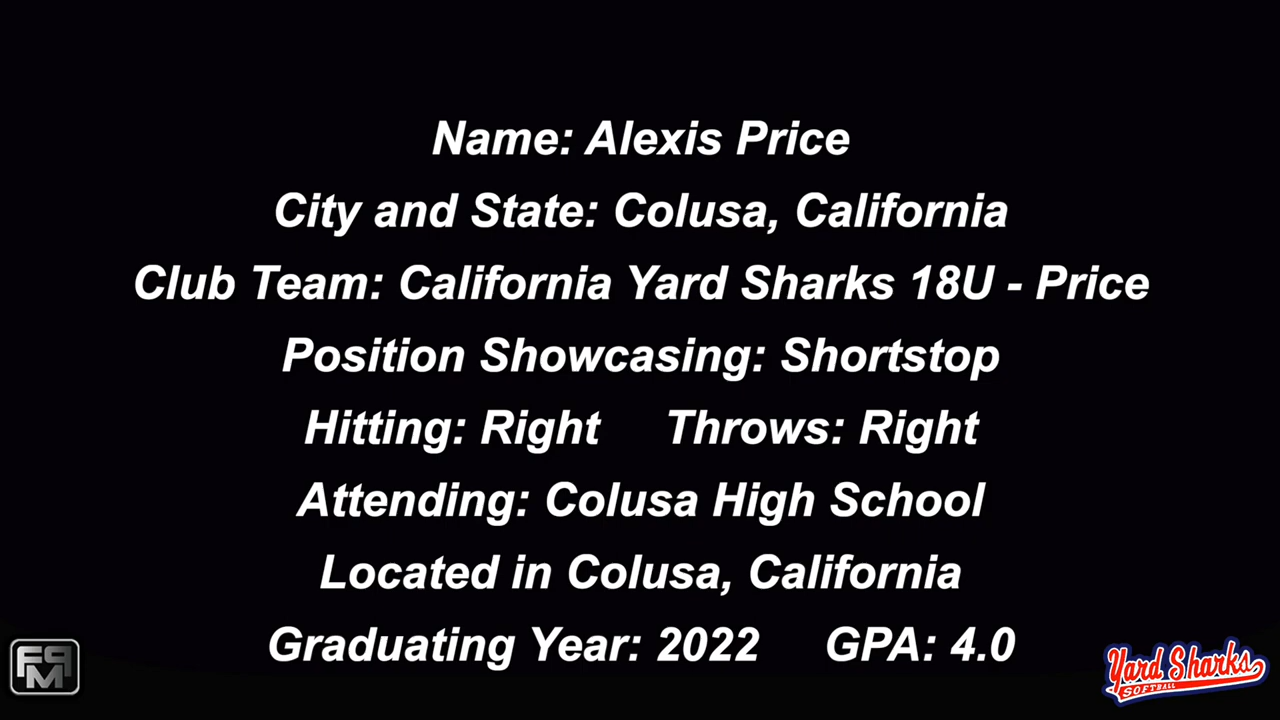 Name: Alexis Price
City and State: Colusa, California
Club Team: California Yard Sharks 18U - Price
Position Showcasing: Shortstop
Hitting: Right Throws: Right
Attending: Colusa High School
Located in Colusa, California
Graduating Year: 2022 GPA: 4.0
FPM
Yard Sharks
SOFTBALL